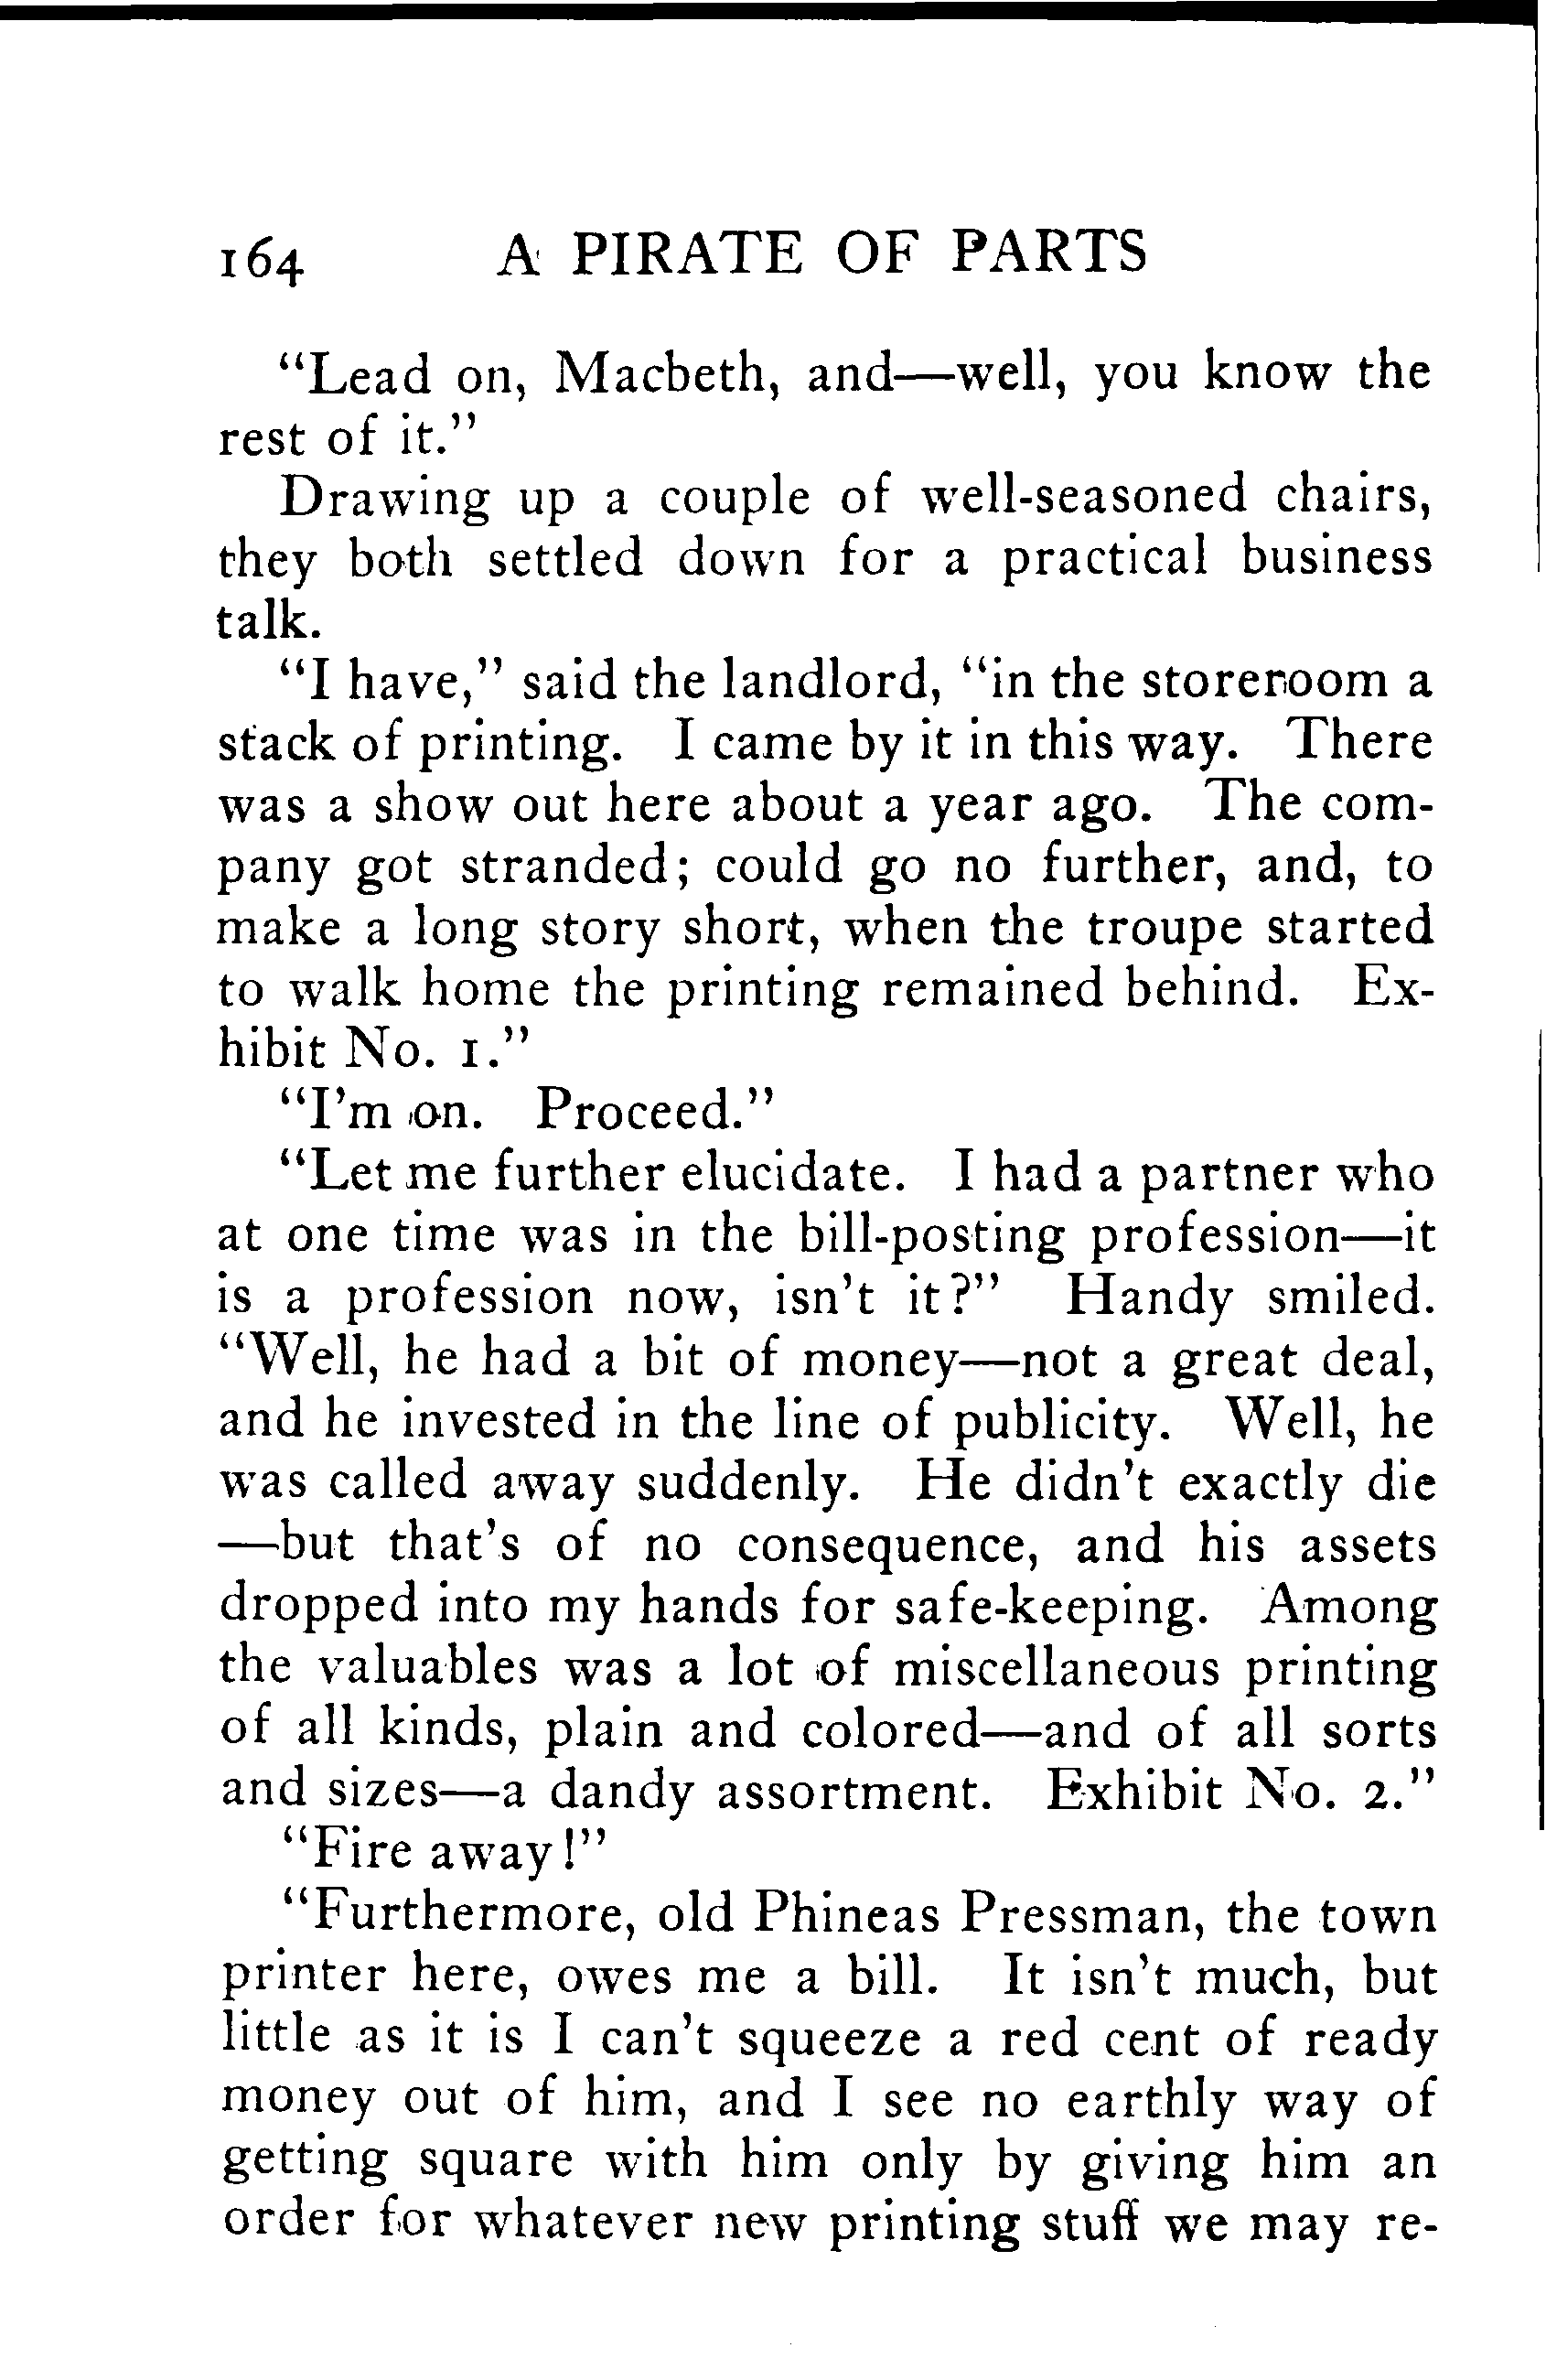 164 A PIRATE OF PARTS
"Lead on, Macbeth, and—well, you know the
rest of it."
Drawing up a couple of well-seasoned chairs,
they both settled down for a practical business
talk.
"I have," said the landlord, "in the storeroom a
stack of printing. I came by it in this way. There
was a show out here about a year ago. The com-
pany got stranded; could go no further, and, to
make a long story short, when the troupe started
to walk home the printing remained behind. Ex-
hibit No. 1."
"I'm on. Proceed."
"Let me further elucidate. I had a partner who
at one time was in the bill-posting profession—it
is a profession now, isn't it?" Handy smiled.
"Well, he had a bit of money—not a great deal,
and he invested in the line of publicity. Well, he
was called away suddenly. He didn't exactly die
—but that's of no consequence, and his assets
dropped into my hands for safe-keeping. Among
the valuables was a lot of miscellaneous printing
of all kinds, plain and colored—and of all sorts
and sizes—a dandy assortment. Exhibit No. 2."
"Fire away!"
"Furthermore, old Phineas Pressman, the town
printer here, owes me a bill. It isn't much, but
little as it is I can't squeeze a red cent of ready
money out of him, and I see no earthly way of
getting square with him only by giving him an
order for whatever new printing stuff we may re-